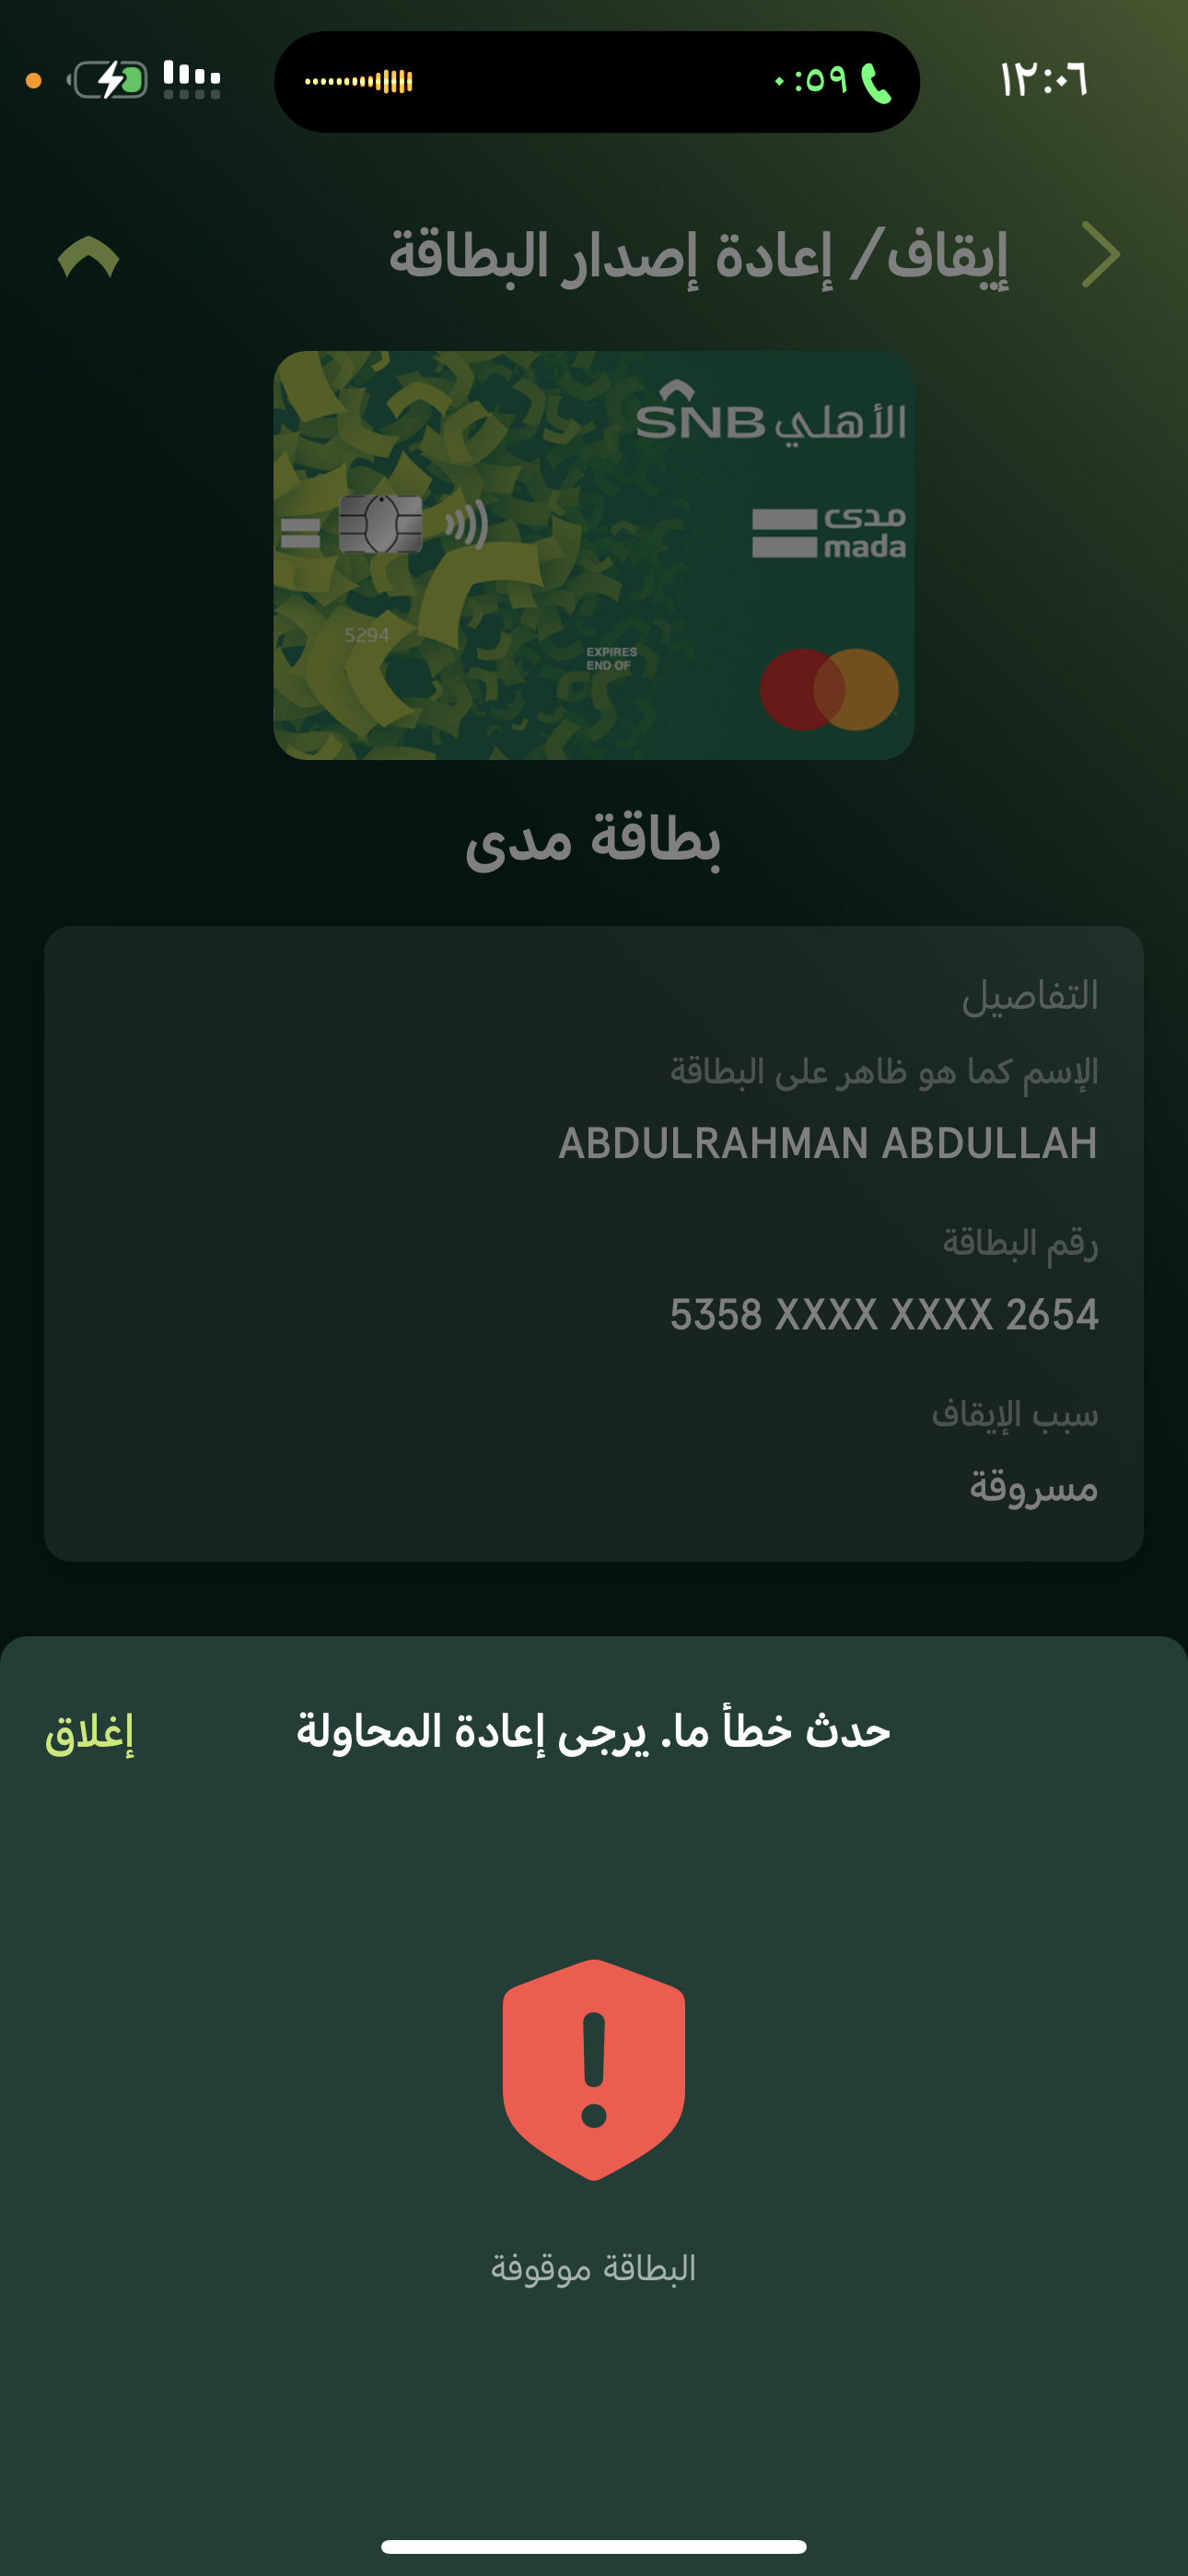 ١٢:٠٦
٠:٥٩
إيقاف/ إعادة إصدار البطاقة
SNB الأهلي
مدى
mada
5294
EXPIRES
END OF
بطاقة مدى
التفاصيل
الإسم كما هو ظاهر على البطاقة
ABDULRAHMAN ABDULLAH
رقم البطاقة
5358 XXXX XXXX 2654
سبب الإيقاف
مسروقة
حدث خطأ ما. يرجى إعادة المحاولة
إغلاق
البطاقة موقوفة